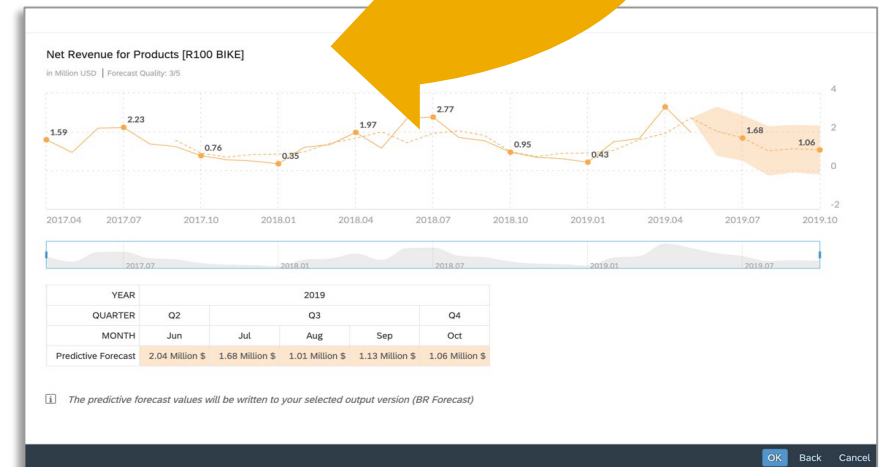 Net Revenue for Products [R100 BIKE]
in Million USD | Forecast Quality: 3/5
4
2.77
2.23
1.97
1.59
1.68
2
0.95
1.06
0.76
0.35
0.43
0
-2
2017.04 2017.07 2017.10 2018.01 2018.04 2018.07 2018.10 2019.01 2019.04 2019.07 2019.10
2017.07 2018.01 2018.07 2019.01 2019.07
YEAR 2019
QUARTER Q2 Q3 Q4
MONTH Jun Jul Aug Sep Oct
Predictive Forecast 2.04 Million $ 1.68 Million $ 1.01 Million $ 1.13 Million $ 1.06 Million $
i The predictive forecast values will be written to your selected output version (BR Forecast)
OK Back Cancel